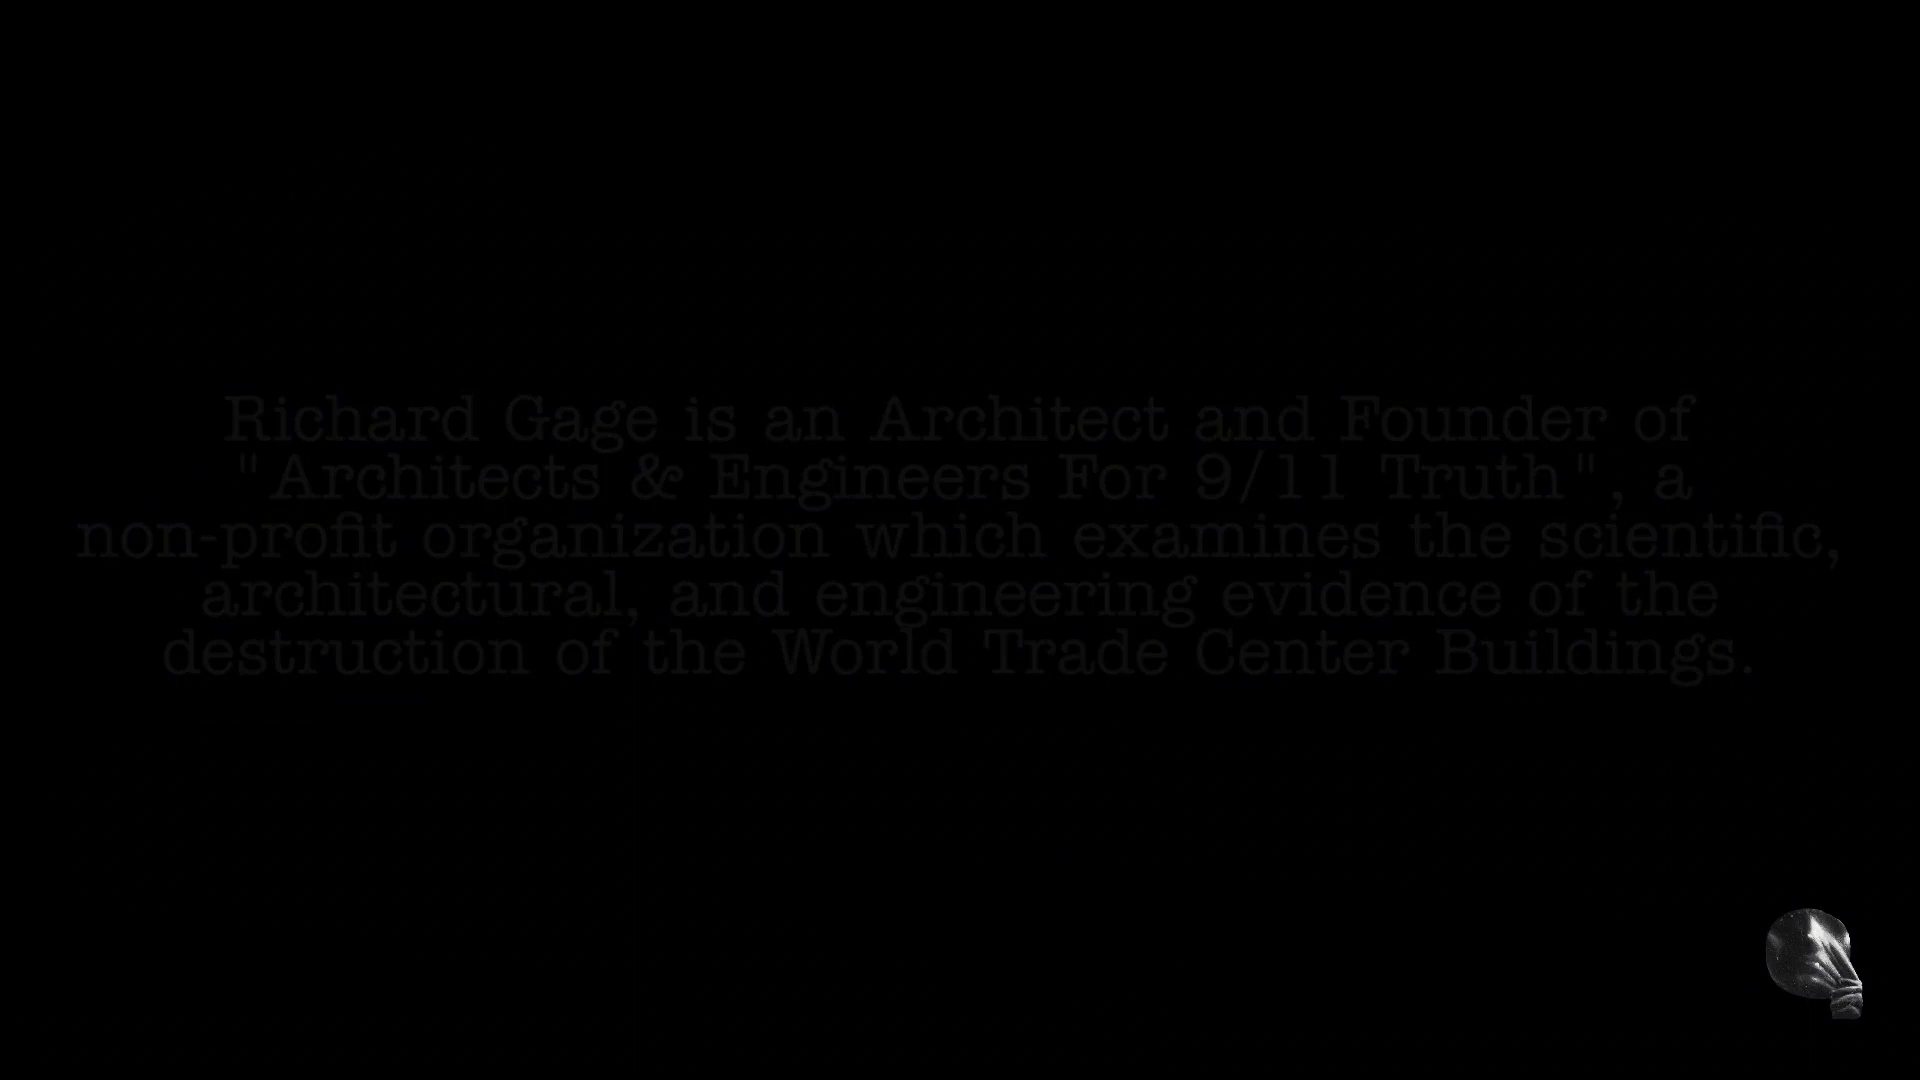 Richard Gage is an Architect and Founder of
"Architects & Engineers For 9/11 Truth", a
non-profit organization which examines the scientific,
architectural, and engineering evidence of the
destruction of the World Trade Center Buildings.